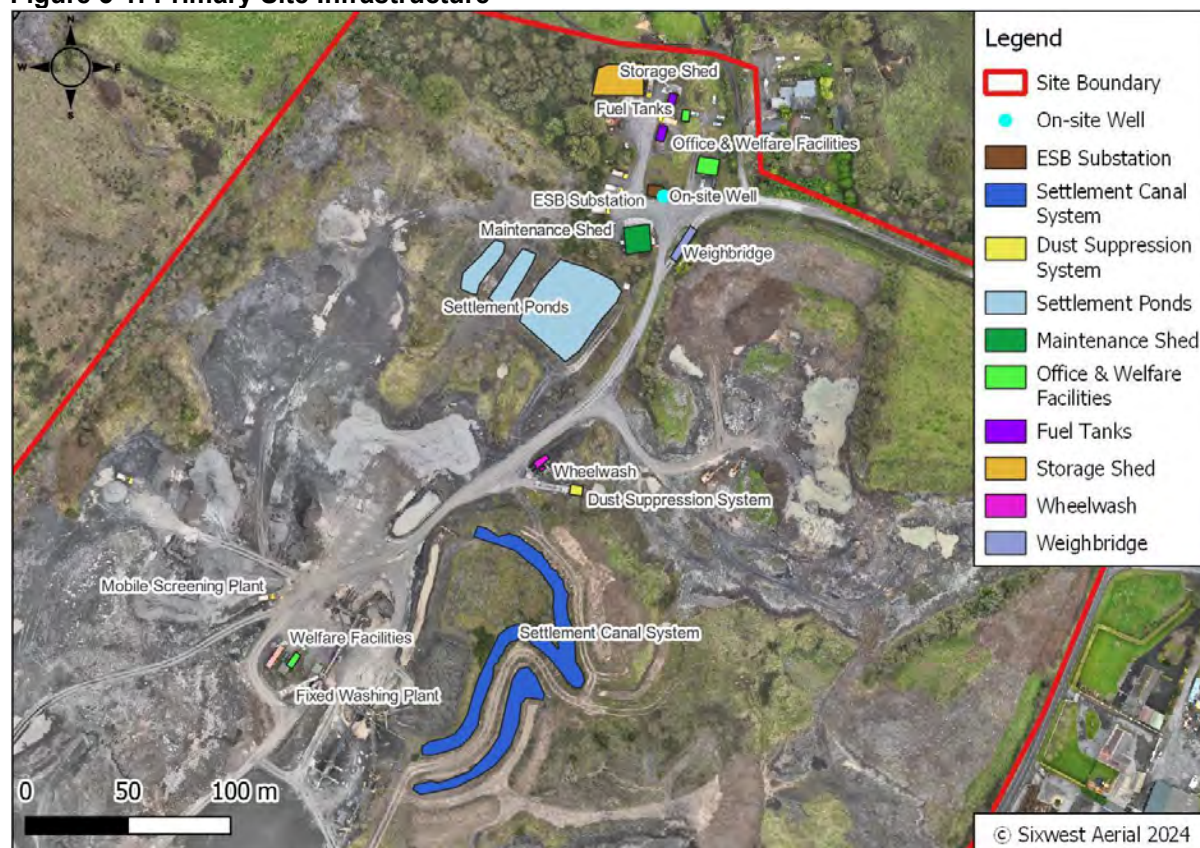 Figure 3-4: Primary Site Infrastructure
N
W
E
S
Storage Shed
Fuel Tanks
Office & Welfare Facilities
ESB Substation
On-site Well
Maintenance Shed
Weighbridge
Settlement Ponds
Wheelwash
Dust Suppression System
Mobile Screening Plant
Settlement Canal System
Welfare Facilities
Fixed Washing Plant
0 50 100 m
Legend
Site Boundary
On-site Well
ESB Substation
Settlement Canal
System
Dust Suppression
System
Settlement Ponds
Maintenance Shed
Office & Welfare
Facilities
Fuel Tanks
Storage Shed
Wheelwash
Weighbridge
© Sixwest Aerial 2024